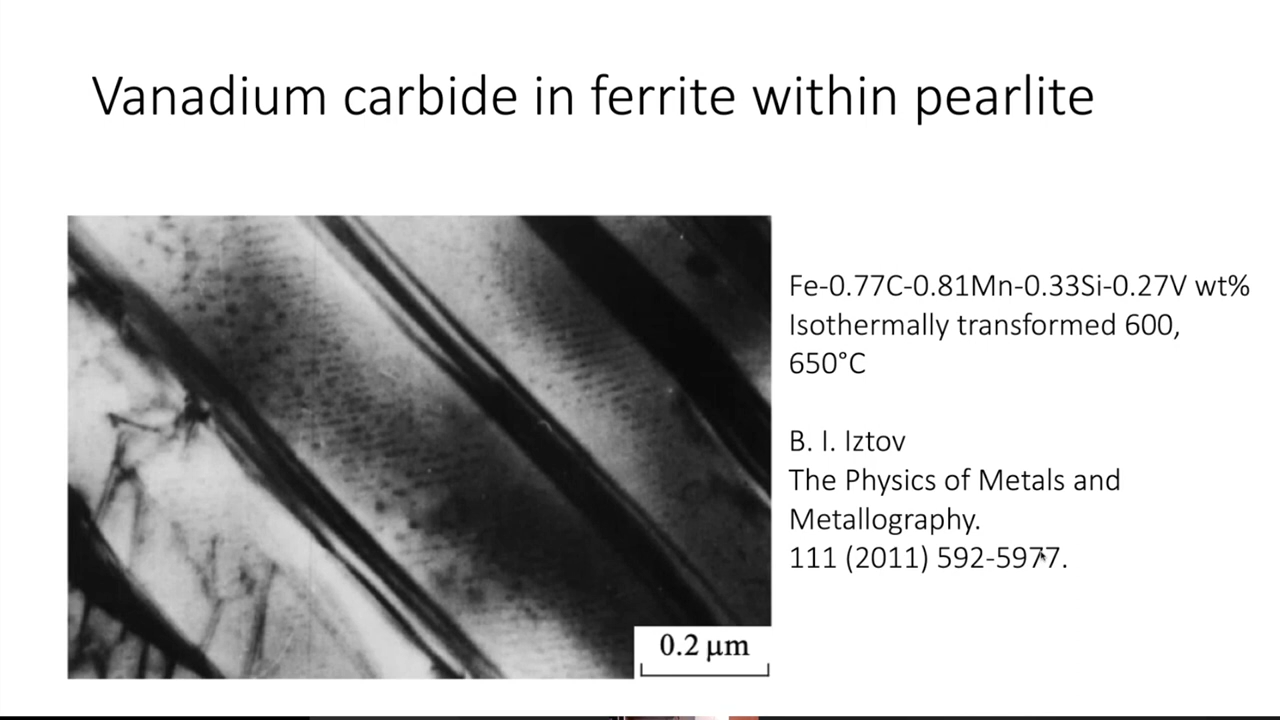 Vanadium carbide in ferrite within pearlite
Fe-0.77C-0.81Mn-0.33Si-0.27V wt%
Isothermally transformed 600,
650°C
B. I. Iztov
The Physics of Metals and
Metallography.
111 (2011) 592-5977.
0.2 µm